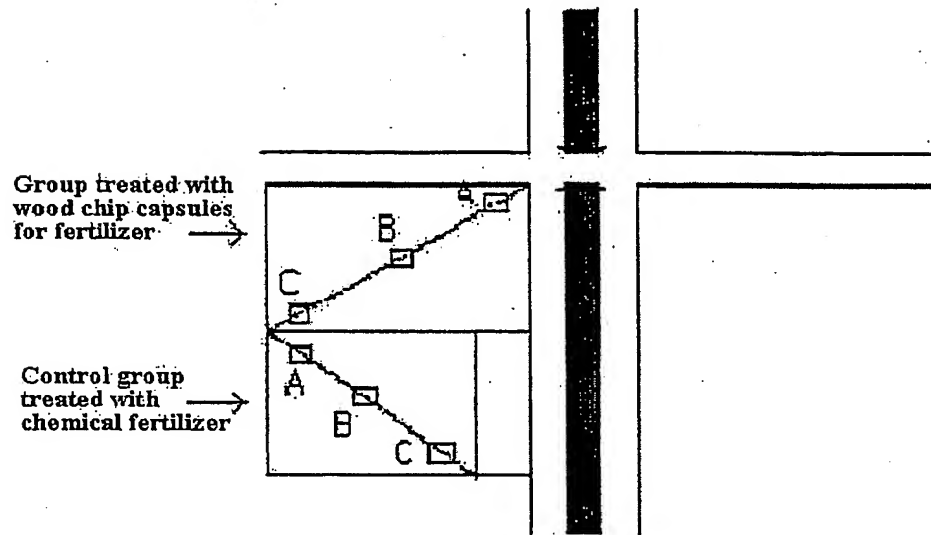 Group treated with
wood chip capsules
for fertilizer
B
C
Control group
treated with
chemical fertilizer
A
B
C